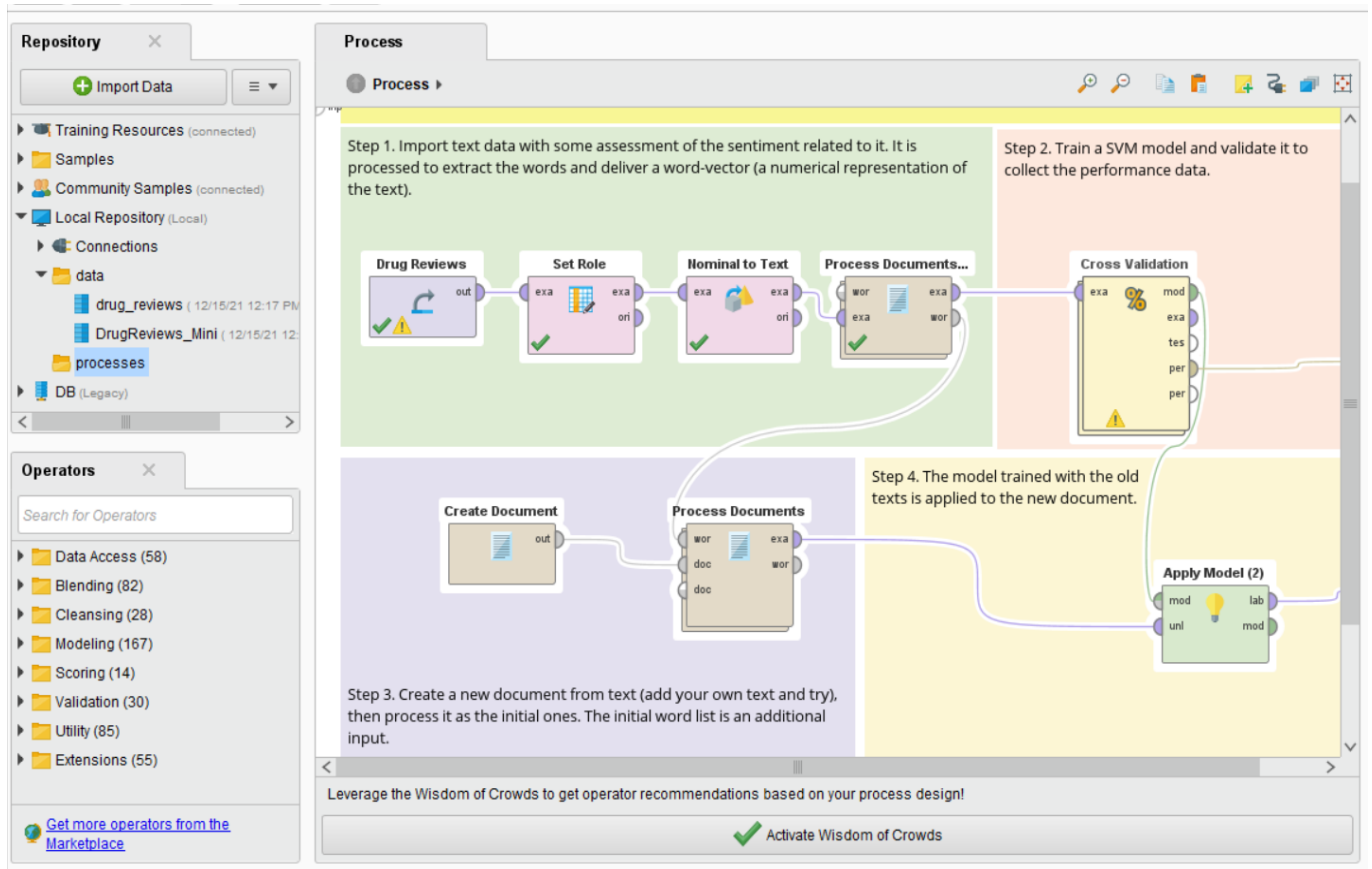 Repository
Import Data
Training Resources (connected)
Samples
Community Samples (connected)
Local Repository (Local)
Connections
data
drug_reviews ( 12/15/21 12:17 PM
DrugReviews_Mini ( 12/15/21 12:
processes
DB (Legacy)
Operators
Search for Operators
Data Access (58)
Blending (82)
Cleansing (28)
Modeling (167)
Scoring (14)
Validation (30)
Utility (85)
Extensions (55)
Get more operators from the
Marketplace
Process
Process
Step 1. Import text data with some assessment of the sentiment related to it. It is
processed to extract the words and deliver a word-vector (a numerical representation of
the text).
Drug Reviews
out
Set Role
exa exa
ori
Nominal to Text
exa exa
ori
Process Documents...
wor exa
exa wor
Step 2. Train a SVM model and validate it to
collect the performance data.
Cross Validation
exa mod
exa
tes
per
per
Create Document
out
Process Documents
wor exa
doc wor
doc
Step 3. Create a new document from text (add your own text and try),
then process it as the initial ones. The initial word list is an additional
input.
Step 4. The model trained with the old
texts is applied to the new document.
Apply Model (2)
mod lab
unl mod
Leverage the Wisdom of Crowds to get operator recommendations based on your process design!
Activate Wisdom of Crowds